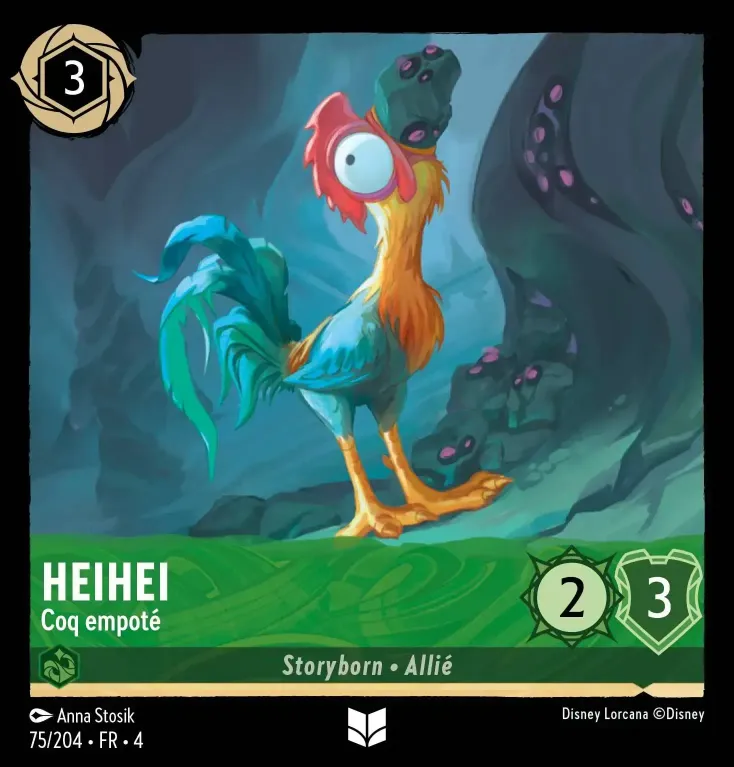 3
HEIHEI
Coq empoté
2
3
Storyborn • Allié
Anna Stosik
Disney Lorcana ©Disney
75/204 • FR • 4